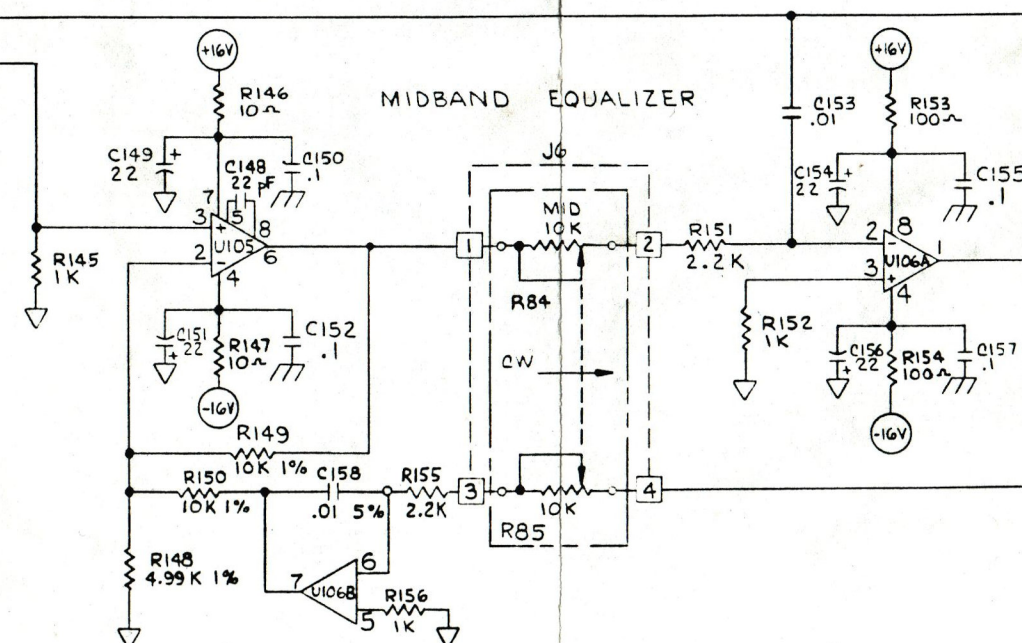 +16V
R146
10Ω
C149
22
+
C150
.1
C148
22 pF
7
5
8
3
+
2
-
U105
6
4
R145
1K
C151
22
+
R147
10Ω
C152
.1
-16V
R149
10K 1%
R150
10K 1%
C158
.01 5%
R155
2.2K
R148
4.99K 1%
7
U106B
6
5
R156
1K
MIDBAND EQUALIZER
J6
1
MID
10K
2
R84
CW
3
10K
4
R85
R151
2.2K
C153
.01
+16V
R153
100Ω
C154
22
+
C155
.1
2
-
8
U106A
1
3
+
4
R152
1K
C156
22
+
R154
100Ω
C157
.1
-16V